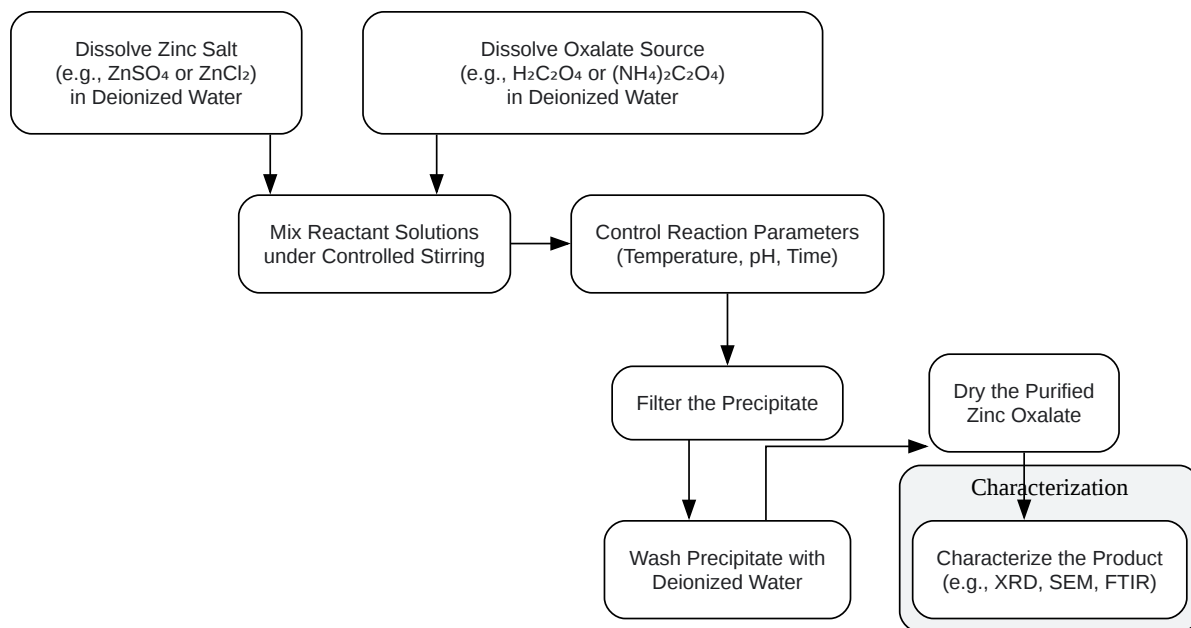 Dissolve Zinc Salt
(e.g., ZnSO₄ or ZnCl₂)
in Deionized Water
Dissolve Oxalate Source
(e.g., H₂C₂O₄ or (NH₄)₂C₂O₄)
in Deionized Water
Mix Reactant Solutions
under Controlled Stirring
Control Reaction Parameters
(Temperature, pH, Time)
Filter the Precipitate
Wash Precipitate with
Deionized Water
Dry the Purified
Zinc Oxalate
Characterization
Characterize the Product
(e.g., XRD, SEM, FTIR)